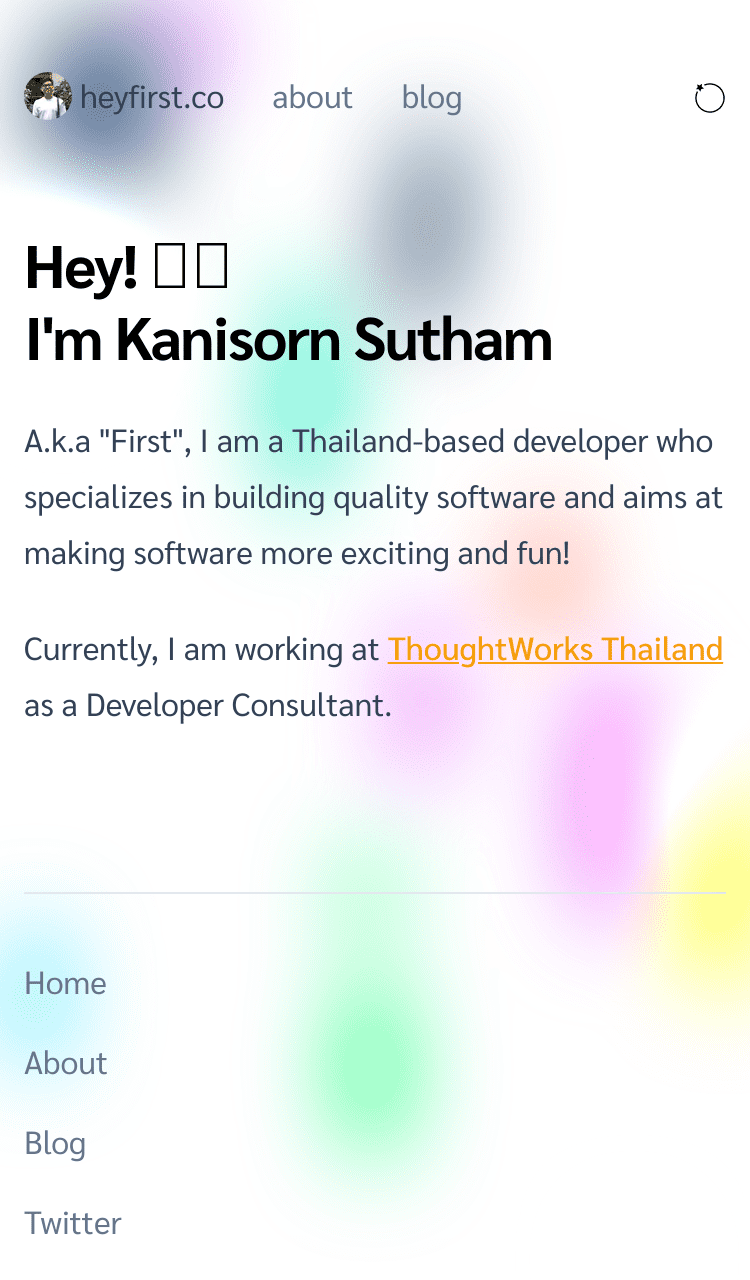 heyfirst.co about blog
Hey!
I'm Kanisorn Sutham
A.k.a "First", I am a Thailand-based developer who
specializes in building quality software and aims at
making software more exciting and fun!
Currently, I am working at ThoughtWorks Thailand
as a Developer Consultant.
Home
About
Blog
Twitter